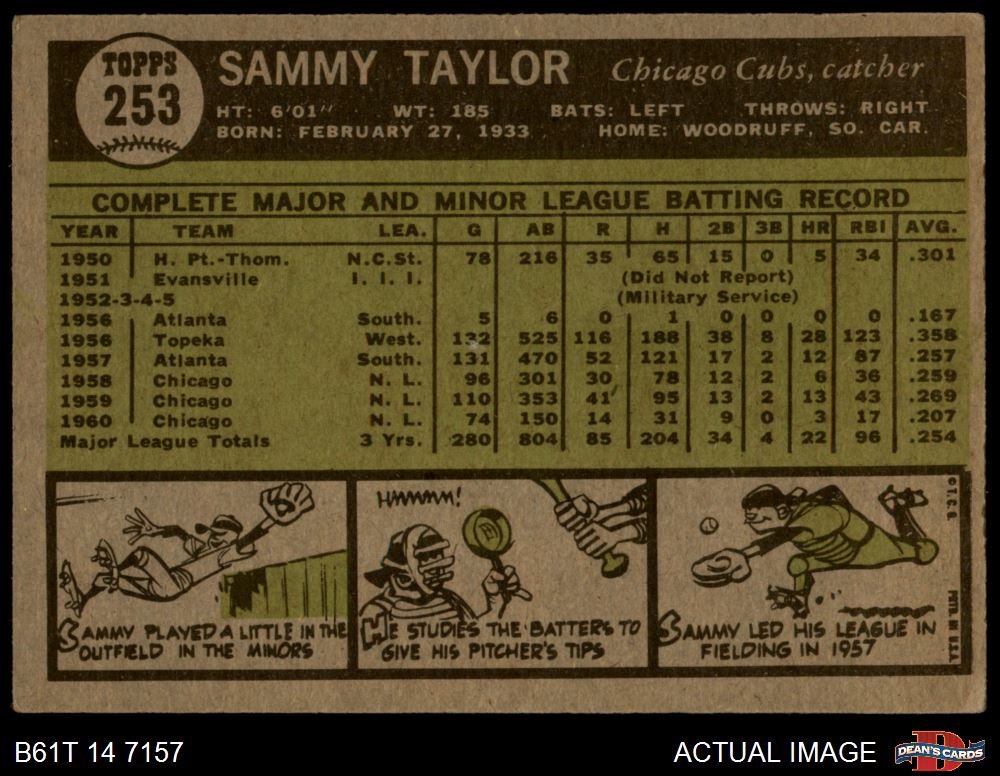 TOPPS
253
SAMMY TAYLOR
Chicago Cubs, catcher
HT: 6'01" WT: 185 BATS: LEFT THROWS: RIGHT
BORN: FEBRUARY 27, 1933 HOME: WOODRUFF, SO. CAR.
COMPLETE MAJOR AND MINOR LEAGUE BATTING RECORD
YEAR TEAM LEA. G AB R H 2B 3B HR RBI AVG.
1950 H. Pt.-Thom. N.C.St. 78 216 35 65 15 0 5 34 .301
1951 Evansville I. I. I. (Did Not Report)
1952-3-4-5 (Military Service)
1956 Atlanta South. 5 6 0 1 0 0 0 0 .167
1956 Topeka West. 132 525 116 188 38 8 28 123 .358
1957 Atlanta South. 131 470 52 121 17 2 12 87 .257
1958 Chicago N. L. 96 301 30 78 12 2 6 36 .259
1959 Chicago N. L. 110 353 41 95 13 2 13 43 .269
1960 Chicago N. L. 74 150 14 31 9 0 3 17 .207
Major League Totals 3 Yrs. 280 804 85 204 34 4 22 96 .254
SAMMY PLAYED A LITTLE IN THE
OUTFIELD IN THE MINORS
HMMMM!
HE STUDIES THE BATTERS TO
GIVE HIS PITCHER'S TIPS
SAMMY LED HIS LEAGUE IN
FIELDING IN 1957
© T.C.G.
PRTD. IN U.S.A.
B61T 14 7157
ACTUAL IMAGE
DEAN'S CARDS